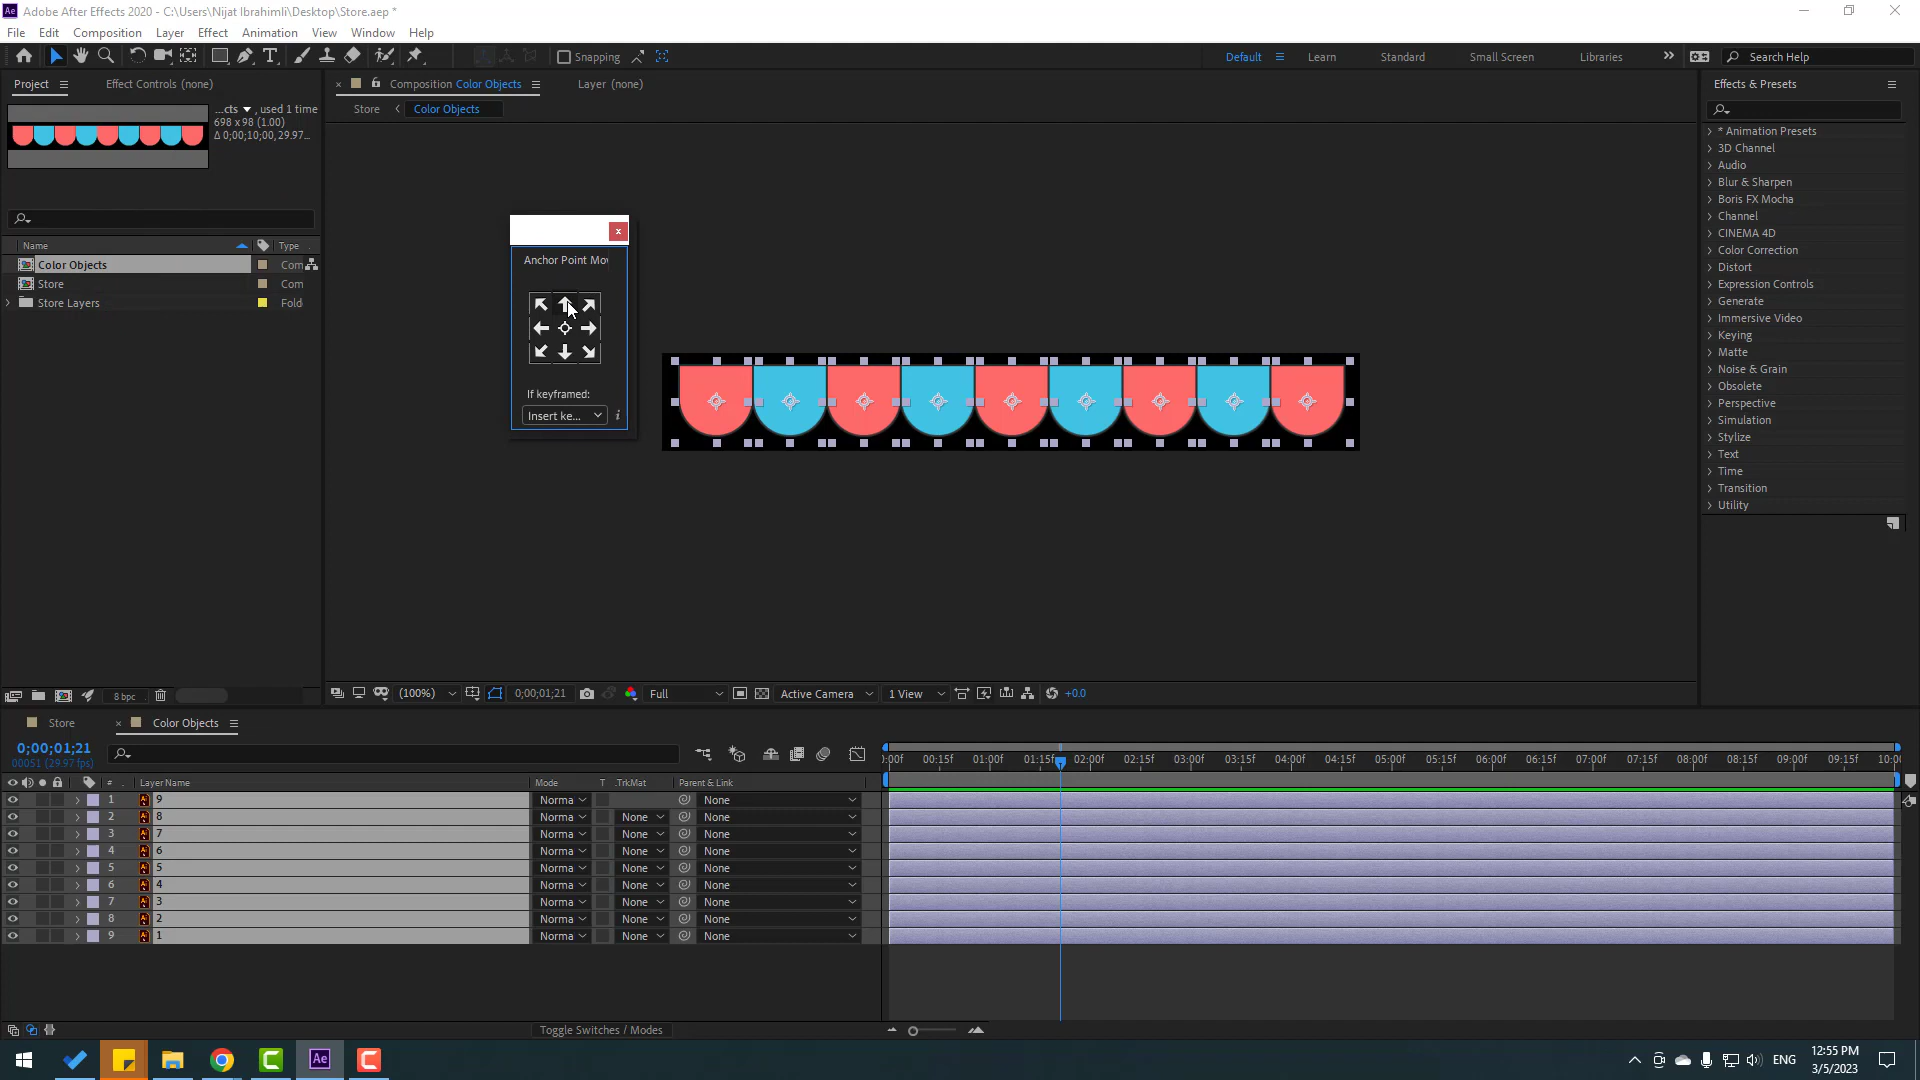 Adobe After Effects 2020 - C:\Users\Nijat Ibrahimli\Desktop\Store.aep *
File Edit Composition Layer Effect Animation View Window Help
Snapping
Default Learn Standard Small Screen Libraries Search Help
Project Effect Controls (none)
...cts , used 1 time
698 x 98 (1.00)
Δ 0;00;10;00, 29.97...
Name Type
Color Objects Com
Store Com
Store Layers Fold
8 bpc
Composition Color Objects Layer (none)
Store Color Objects
Anchor Point Mov
If keyframed:
Insert ke...
(100%) 0;00;01;21 Full Active Camera 1 View +0.0
Effects & Presets
* Animation Presets
3D Channel
Audio
Blur & Sharpen
Boris FX Mocha
Channel
CINEMA 4D
Color Correction
Distort
Expression Controls
Generate
Immersive Video
Keying
Matte
Noise & Grain
Obsolete
Perspective
Simulation
Stylize
Text
Time
Transition
Utility
Store Color Objects
0;00;01;21
00051 (29.97 fps)
:00f 00:15f 01:00f 01:15f 02:00f 02:15f 03:00f 03:15f 04:00f 04:15f 05:00f 05:15f 06:00f 06:15f 07:00f 07:15f 08:00f 08:15f 09:00f 09:15f 10:00
# Layer Name Mode T .TrkMat Parent & Link
1 9 Norma None
2 8 Norma None None
3 7 Norma None None
4 6 Norma None None
5 5 Norma None None
6 4 Norma None None
7 3 Norma None None
8 2 Norma None None
9 1 Norma None None
Toggle Switches / Modes
Ae ENG 12:55 PM
3/5/2023